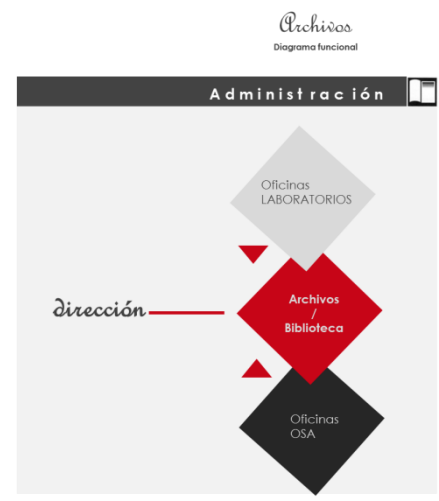 Archivos
Diagrama funcional
Administración
Oficinas
LABORATORIOS
Archivos
/
Biblioteca
dirección
Oficinas
OSA